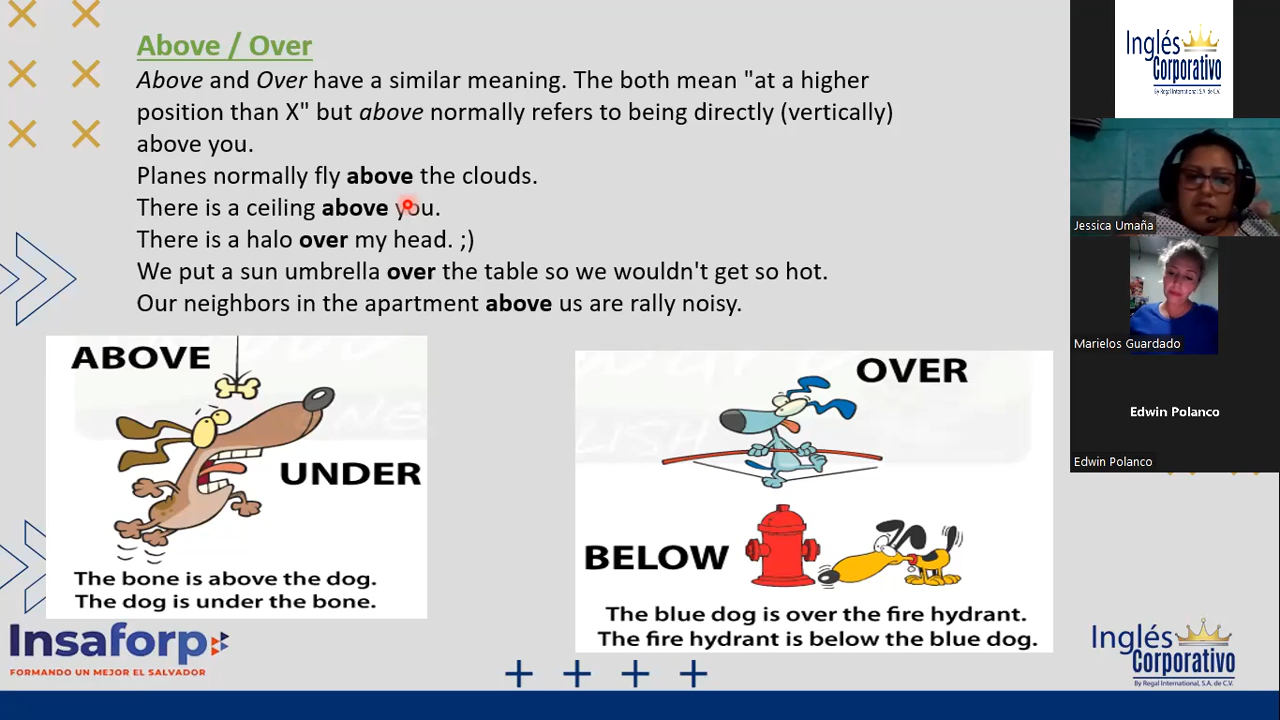 Above / Over
Above and Over have a similar meaning. The both mean "at a higher
position than X" but above normally refers to being directly (vertically)
above you.
Planes normally fly above the clouds.
There is a ceiling above you.
There is a halo over my head. ;)
We put a sun umbrella over the table so we wouldn't get so hot.
Our neighbors in the apartment above us are rally noisy.
ABOVE
UNDER
The bone is above the dog.
The dog is under the bone.
OVER
BELOW
The blue dog is over the fire hydrant.
The fire hydrant is below the blue dog.
Insaforp
FORMANDO UN MEJOR EL SALVADOR
Inglés
Corporativo
By Regal International, S.A. de C.V.
Inglés
Corporativo
By Regal International, S.A. de C.V.
Jessica Umaña
Marielos Guardado
Edwin Polanco
Edwin Polanco